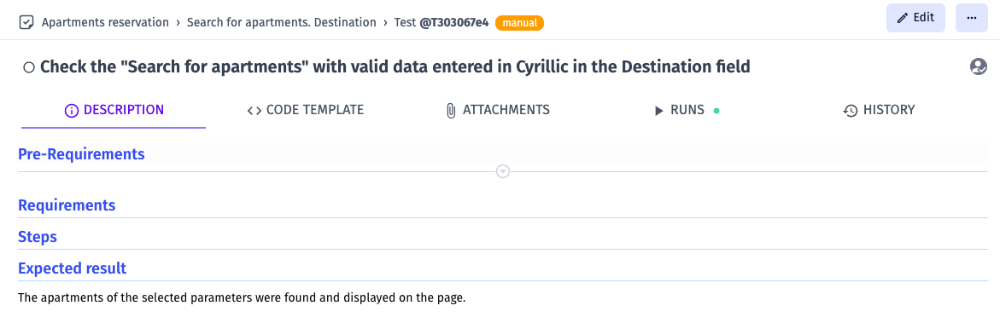 Apartments reservation › Search for apartments. Destination › Test @T303067e4 manual
Edit
...
Check the "Search for apartments" with valid data entered in Cyrillic in the Destination field
DESCRIPTION
CODE TEMPLATE
ATTACHMENTS
RUNS
HISTORY
Pre-Requirements
Requirements
Steps
Expected result
The apartments of the selected parameters were found and displayed on the page.